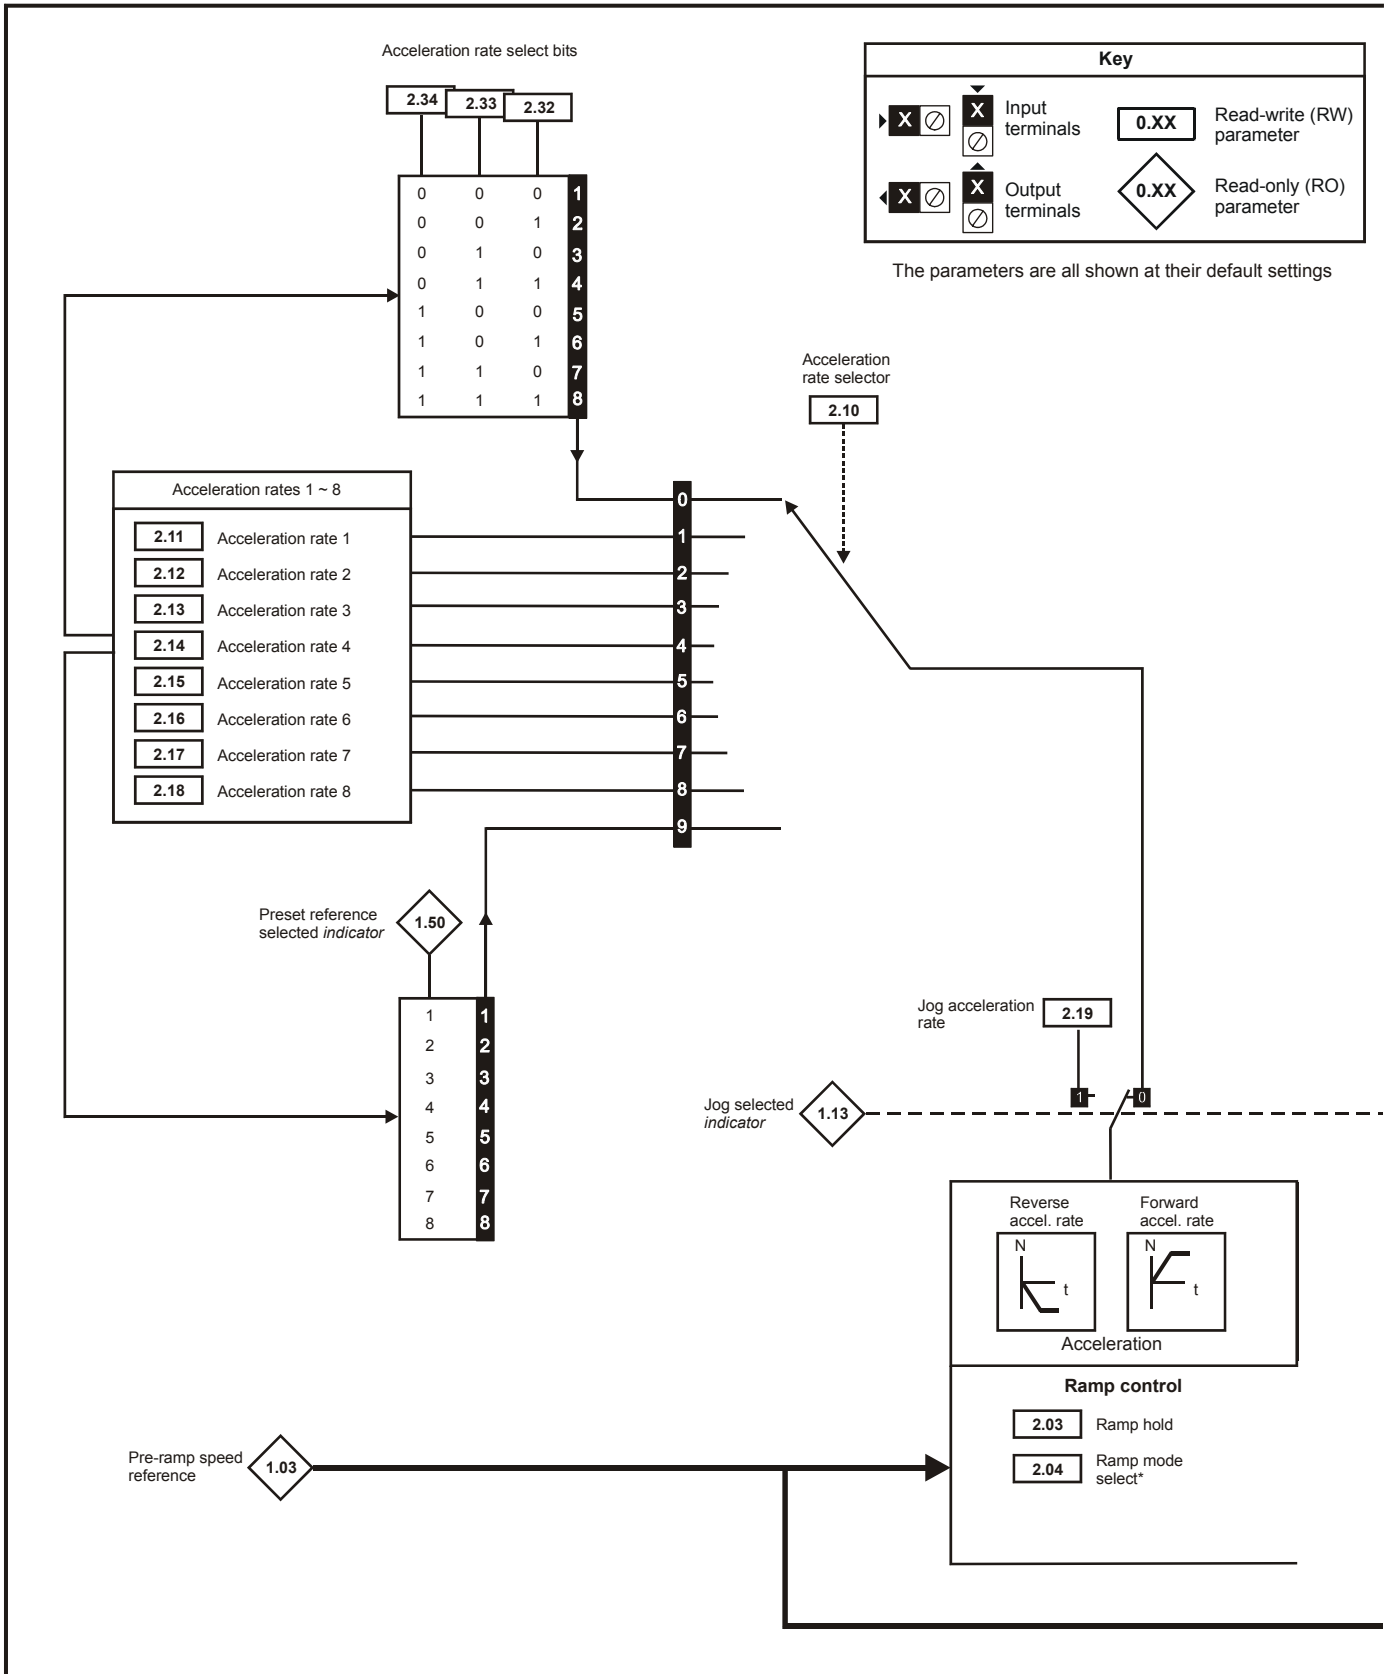 Acceleration rate select bits
2.34 2.33 2.32
0 0 0 1
0 0 1 2
0 1 0 3
0 1 1 4
1 0 0 5
1 0 1 6
1 1 0 7
1 1 1 8
Key
X
X
Input
terminals
0.XX
Read-write (RW)
parameter
X
X
Output
terminals
0.XX
Read-only (RO)
parameter
The parameters are all shown at their default settings
Acceleration
rate selector
2.10
Acceleration rates 1 ~ 8
2.11 Acceleration rate 1
2.12 Acceleration rate 2
2.13 Acceleration rate 3
2.14 Acceleration rate 4
2.15 Acceleration rate 5
2.16 Acceleration rate 6
2.17 Acceleration rate 7
2.18 Acceleration rate 8
0
1
2
3
4
5
6
7
8
9
Preset reference
selected indicator
1.50
1 1
2 2
3 3
4 4
5 5
6 6
7 7
8 8
Jog acceleration
rate
2.19
1 0
Jog selected
indicator
1.13
Reverse
accel. rate
N
t
Forward
accel. rate
N
t
Acceleration
Ramp control
2.03 Ramp hold
2.04 Ramp mode
select*
Pre-ramp speed
reference
1.03